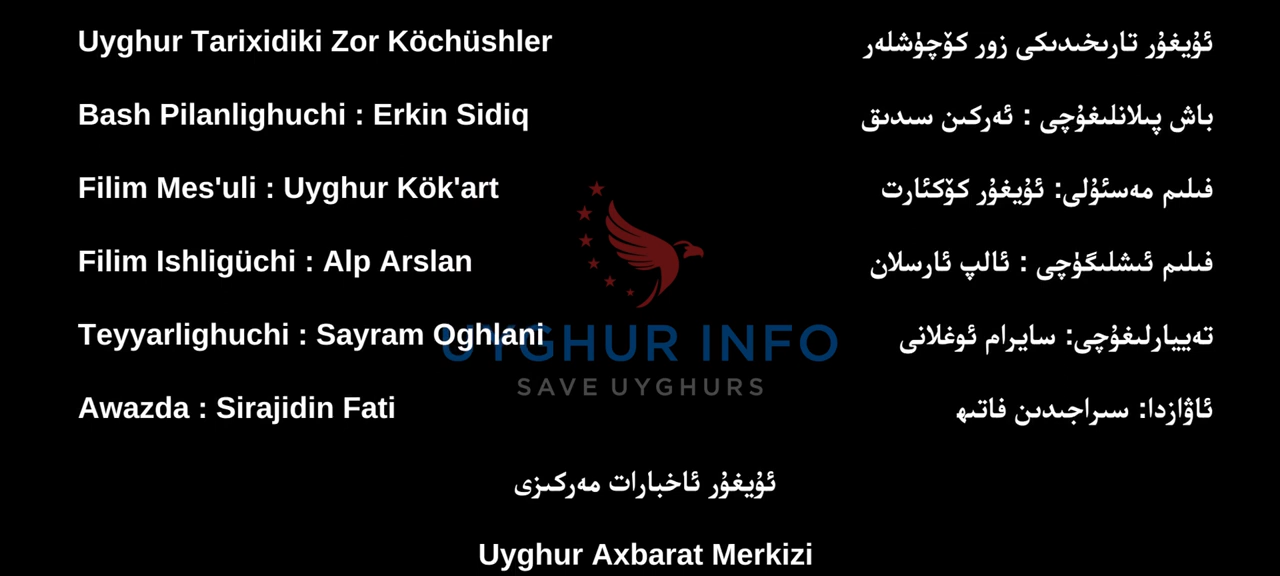 Uyghur Tarixidiki Zor Köchüshler
ئۇيغۇر تارىخىدىكى زور كۆچۈشلەر
Bash Pilanlighuchi : Erkin Sidiq
باش پىلانلىغۇچى : ئەركىن سىدىق
Filim Mes'uli : Uyghur Kök'art
فىلىم مەسئۇلى: ئۇيغۇر كۆكئارت
Filim Ishligüchi : Alp Arslan
فىلىم ئىشلىگۈچى : ئالپ ئارسلان
Teyyarlighuchi : Sayram Oghlani
تەييارلىغۇچى: سايرام ئوغلانى
UYGHUR INFO
SAVE UYGHURS
Awazda : Sirajidin Fati
ئاۋازدا: سىراجىدىن فاتىھ
ئۇيغۇر ئاخبارات مەركىزى
Uyghur Axbarat Merkizi